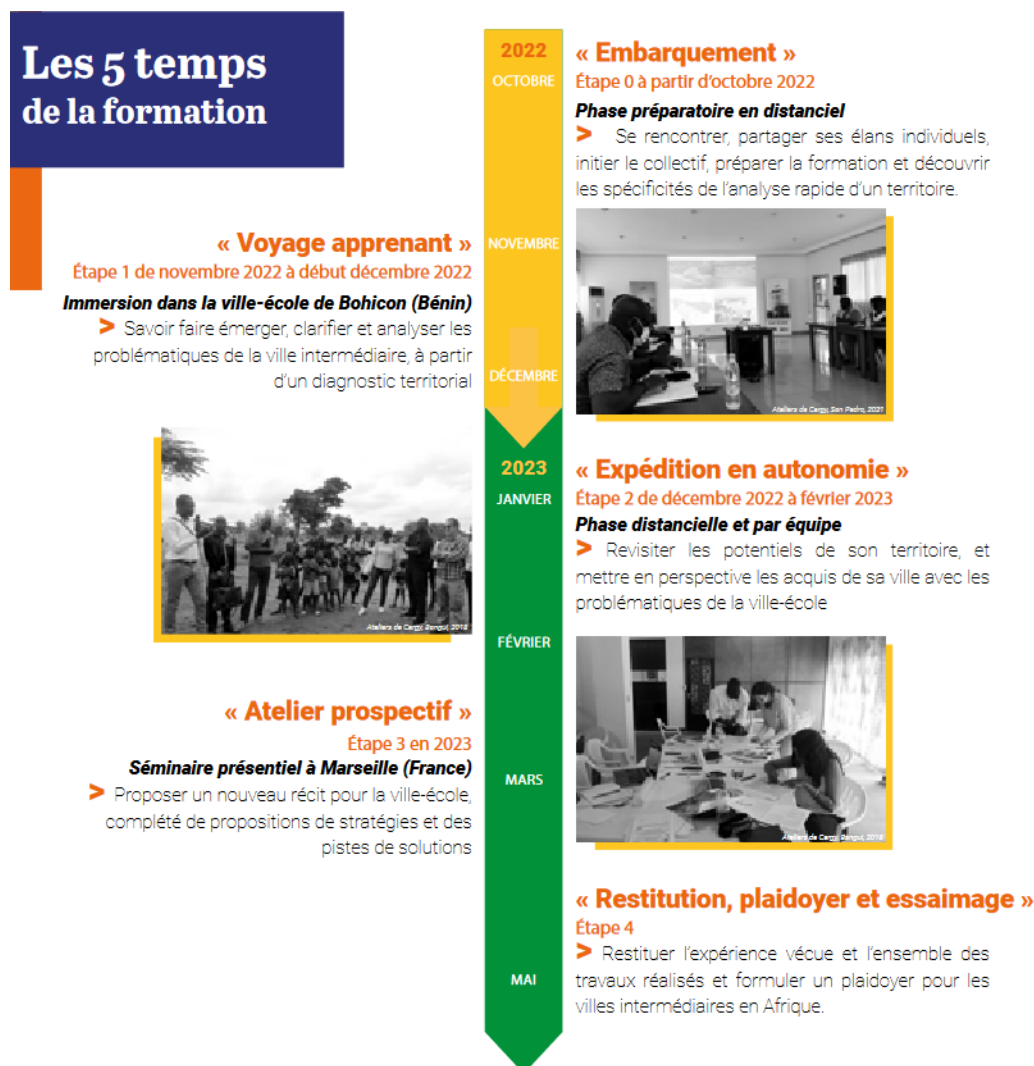 Les 5 temps
de la formation
2022
OCTOBRE
« Embarquement »
Étape 0 à partir d'octobre 2022
Phase préparatoire en distanciel
> Se rencontrer, partager ses élans individuels,
initier le collectif, préparer la formation et découvrir
les spécificités de l'analyse rapide d'un territoire.
Ateliers de Cergy, San Pedro, 2021
NOVEMBRE
« Voyage apprenant »
Étape 1 de novembre 2022 à début décembre 2022
Immersion dans la ville-école de Bohicon (Bénin)
> Savoir faire émerger, clarifier et analyser les
problématiques de la ville intermédiaire, à partir
d'un diagnostic territorial
Ateliers de Cergy, Bangui, 2018
DÉCEMBRE
2023
JANVIER
« Expédition en autonomie »
Étape 2 de décembre 2022 à février 2023
Phase distancielle et par équipe
> Revisiter les potentiels de son territoire, et
mettre en perspective les acquis de sa ville avec les
problématiques de la ville-école
Ateliers de Cergy, Bangui, 2018
FÉVRIER
« Atelier prospectif »
Étape 3 en 2023
Séminaire présentiel à Marseille (France)
> Proposer un nouveau récit pour la ville-école,
complété de propositions de stratégies et des
pistes de solutions
MARS
« Restitution, plaidoyer et essaimage »
Étape 4
> Restituer l'expérience vécue et l'ensemble des
travaux réalisés et formuler un plaidoyer pour les
villes intermédiaires en Afrique.
MAI